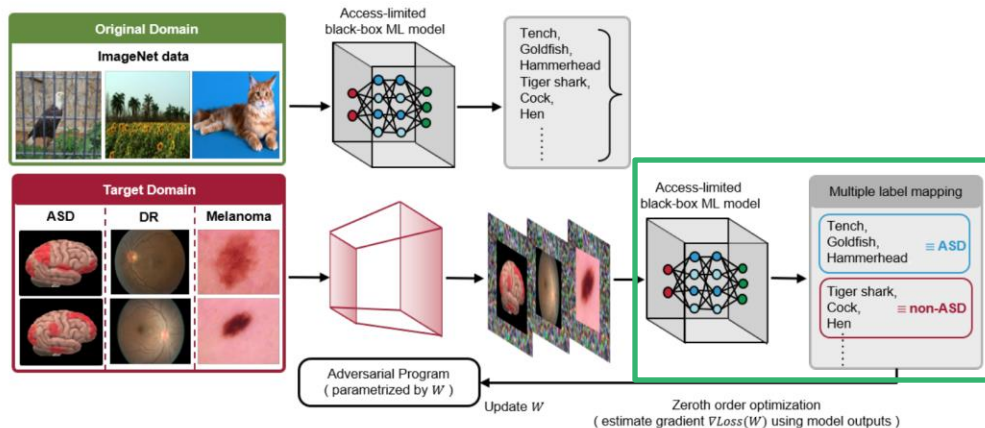 Original Domain
ImageNet data
Access-limited
black-box ML model
Tench,
Goldfish,
Hammerhead
Tiger shark,
Cock,
Hen
Target Domain
ASD
DR
Melanoma
Access-limited
black-box ML model
Multiple label mapping
Tench,
Goldfish,
Hammerhead
≡ ASD
Tiger shark,
Cock,
Hen
≡ non-ASD
Adversarial Program
( parametrized by W )
Update W
Zeroth order optimization
( estimate gradient ∇Loss(W) using model outputs )